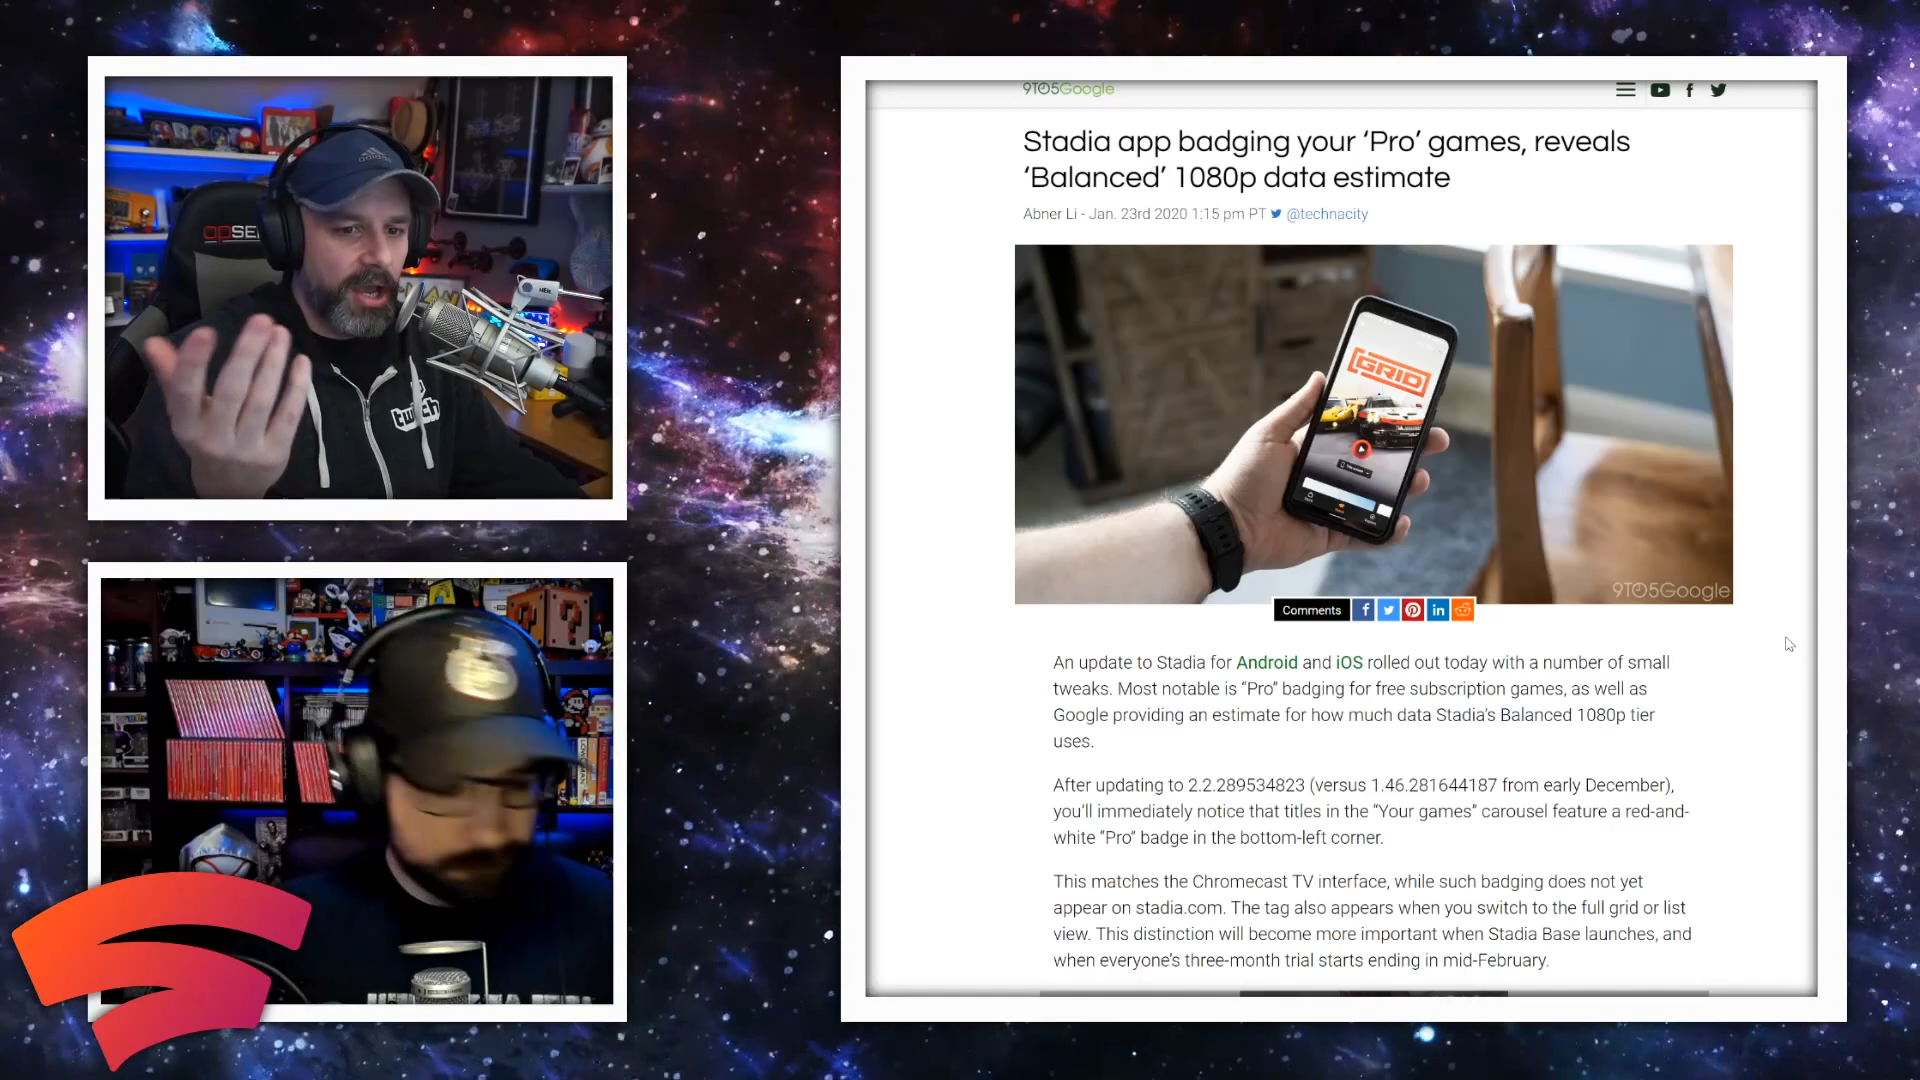 adidas
opSE
twitch
9TO5Google
Stadia app badging your ‘Pro’ games, reveals
‘Balanced’ 1080p data estimate
Abner Li - Jan. 23rd 2020 1:15 pm PT @technacity
GRID
9TO5Google
Comments
An update to Stadia for Android and iOS rolled out today with a number of small
tweaks. Most notable is “Pro” badging for free subscription games, as well as
Google providing an estimate for how much data Stadia’s Balanced 1080p tier
uses.
After updating to 2.2.289534823 (versus 1.46.281644187 from early December),
you’ll immediately notice that titles in the “Your games” carousel feature a red-and-
white “Pro” badge in the bottom-left corner.
This matches the Chromecast TV interface, while such badging does not yet
appear on stadia.com. The tag also appears when you switch to the full grid or list
view. This distinction will become more important when Stadia Base launches, and
when everyone’s three-month trial starts ending in mid-February.